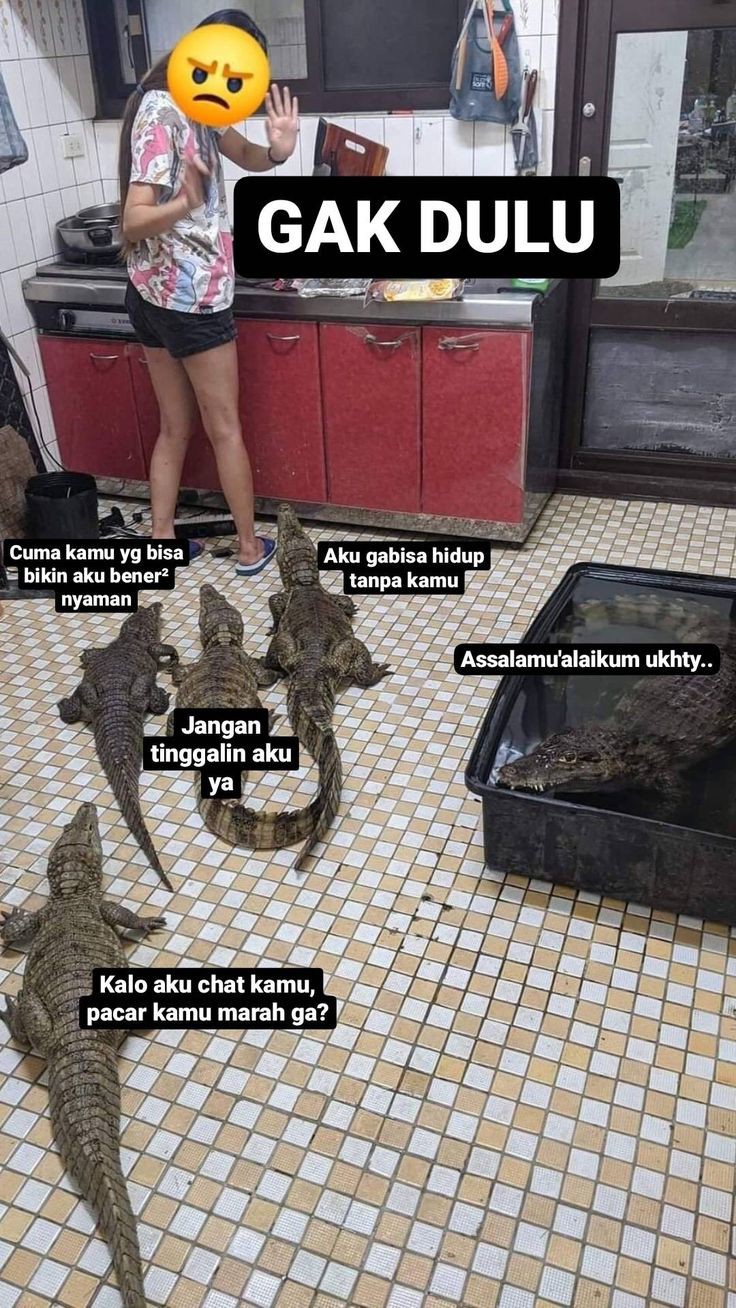 GAK DULU
Cuma kamu yg bisa
bikin aku bener²
nyaman
Aku gabisa hidup
tanpa kamu
Assalamu'alaikum ukhty..
Jangan
tinggalin aku
ya
Kalo aku chat kamu,
pacar kamu marah ga?